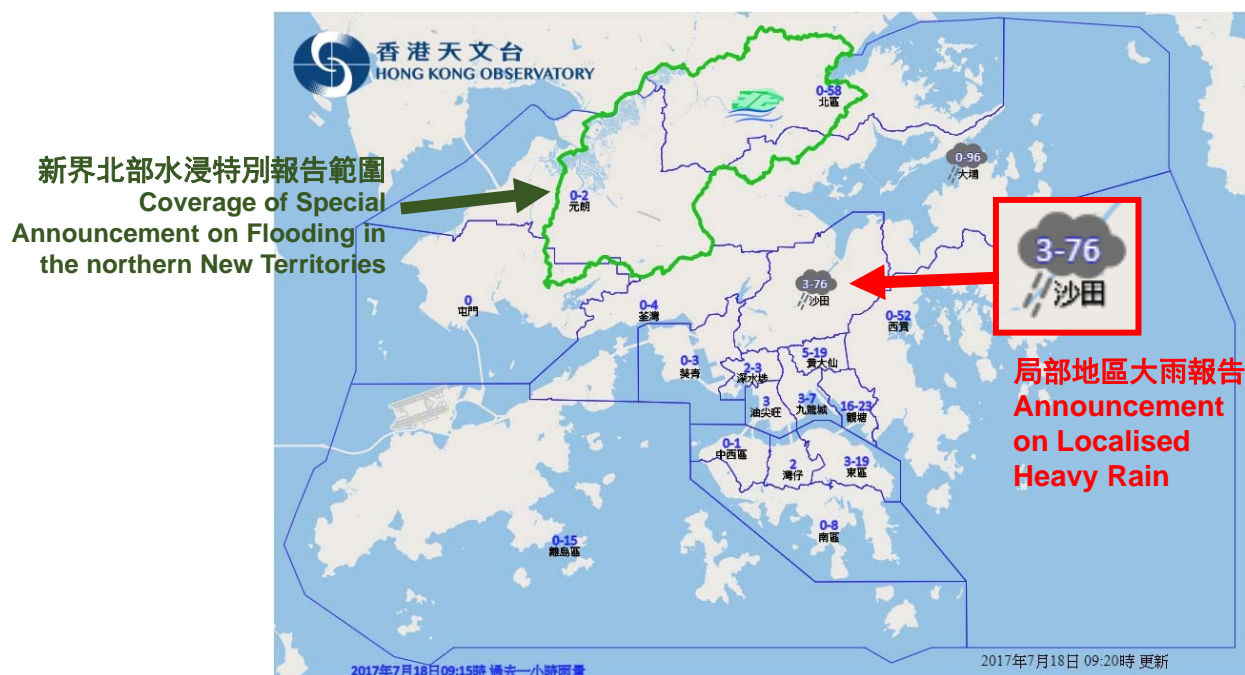 香港天文台
HONG KONG OBSERVATORY
新界北部水浸特別報告範圍
Coverage of Special
Announcement on Flooding in
the northern New Territories
0-58
北區
0-96
大埔
0-2
元朗
3-76
沙田
3-76
沙田
0
屯門
0-4
荃灣
0-52
西貢
0-3
葵青
2-3
深水埗
5-19
黃大仙
3
油尖旺
3-7
九龍城
16-23
觀塘
0-1
中西區
2
灣仔
3-19
東區
0-8
南區
0-15
離島區
局部地區大雨報告
Announcement
on Localised
Heavy Rain
2017年7月18日09:15時 過去一小時雨量
2017年7月18日 09:20時 更新